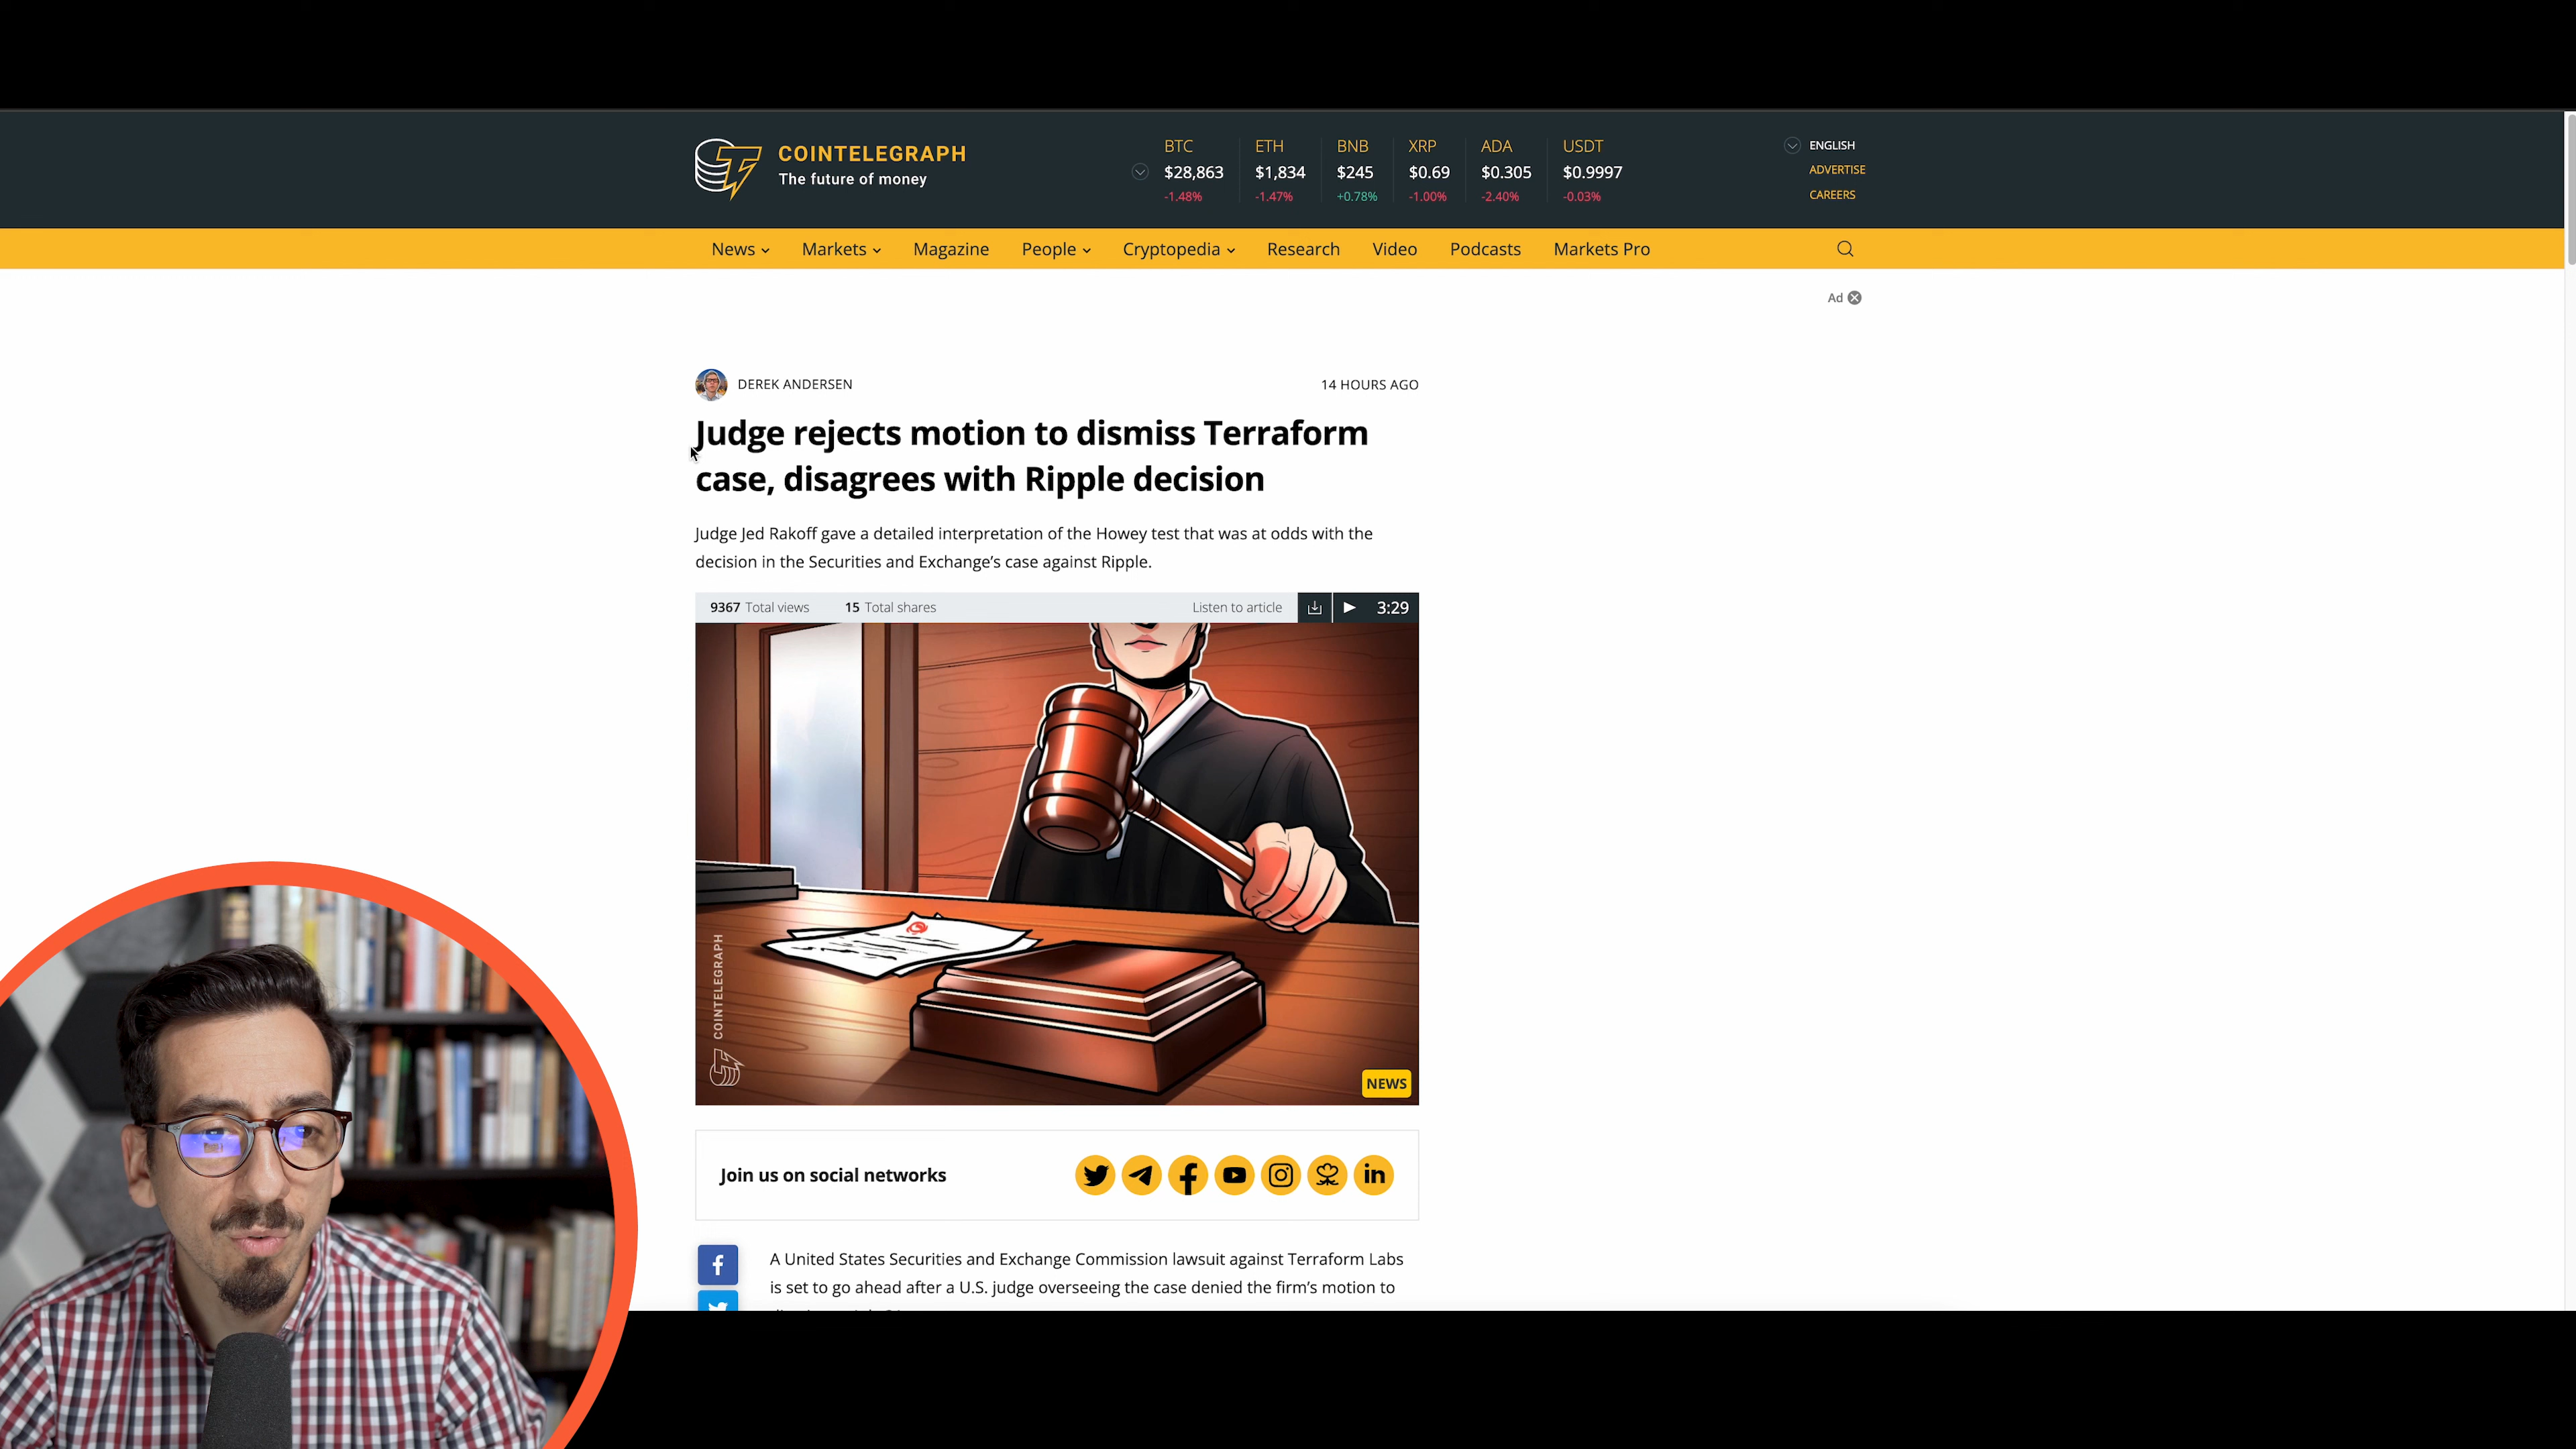 COINTELEGRAPH
The future of money
BTC
$28,863
-1.48%
ETH
$1,834
-1.47%
BNB
$245
+0.78%
XRP
$0.69
-1.00%
ADA
$0.305
-2.40%
USDT
$0.9997
-0.03%
ENGLISH
ADVERTISE
CAREERS
News Markets Magazine People Cryptopedia Research Video Podcasts Markets Pro
Ad
DEREK ANDERSEN
14 HOURS AGO
Judge rejects motion to dismiss Terraform
case, disagrees with Ripple decision
Judge Jed Rakoff gave a detailed interpretation of the Howey test that was at odds with the
decision in the Securities and Exchange’s case against Ripple.
9367 Total views 15 Total shares Listen to article 3:29
COINTELEGRAPH
NEWS
Join us on social networks
A United States Securities and Exchange Commission lawsuit against Terraform Labs
is set to go ahead after a U.S. judge overseeing the case denied the firm’s motion to